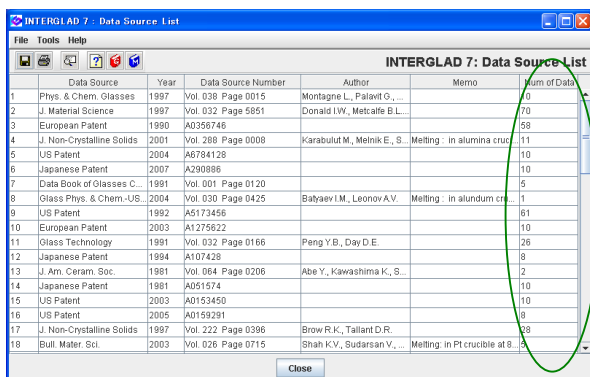 INTERGLAD 7 : Data Source List
File Tools Help
INTERGLAD 7: Data Source List
Data Source Year Data Source Number Author Memo Num of Data
1 Phys. & Chem. Glasses 1997 Vol. 038 Page 0015 Montagne L., Palavit G., ... 10
2 J. Material Science 1997 Vol. 032 Page 5851 Donald I.W., Metcalfe B.L.... 70
3 European Patent 1990 A0356746 58
4 J. Non-Crystalline Solids 2001 Vol. 288 Page 0008 Karabulut M., Melnik E., S... Melting : in alumina cruc... 11
5 US Patent 2004 A6784128 10
6 Japanese Patent 2007 A290886 10
7 Data Book of Glasses C... 1991 Vol. 001 Page 0120 5
8 Glass Phys. & Chem.-US... 2004 Vol. 030 Page 0425 Batyaev I.M., Leonov A.V. Melting : in alundum cru... 1
9 US Patent 1992 A5173456 61
10 European Patent 2003 A1275622 10
11 Glass Technology 1991 Vol. 032 Page 0166 Peng Y.B., Day D.E. 26
12 Japanese Patent 1994 A107428 8
13 J. Am. Ceram. Soc. 1981 Vol. 064 Page 0206 Abe Y., Kawashima K., S... 2
14 Japanese Patent 1981 A051574 10
15 US Patent 2003 A0153450 10
16 US Patent 2005 A0159291 8
17 J. Non-Crystalline Solids 1997 Vol. 222 Page 0396 Brow R.K., Tallant D.R. 28
18 Bull. Mater. Sci. 2003 Vol. 026 Page 0715 Shah K.V., Sudarsan V., ... Melting: in Pt crucible at 8... 5
Close